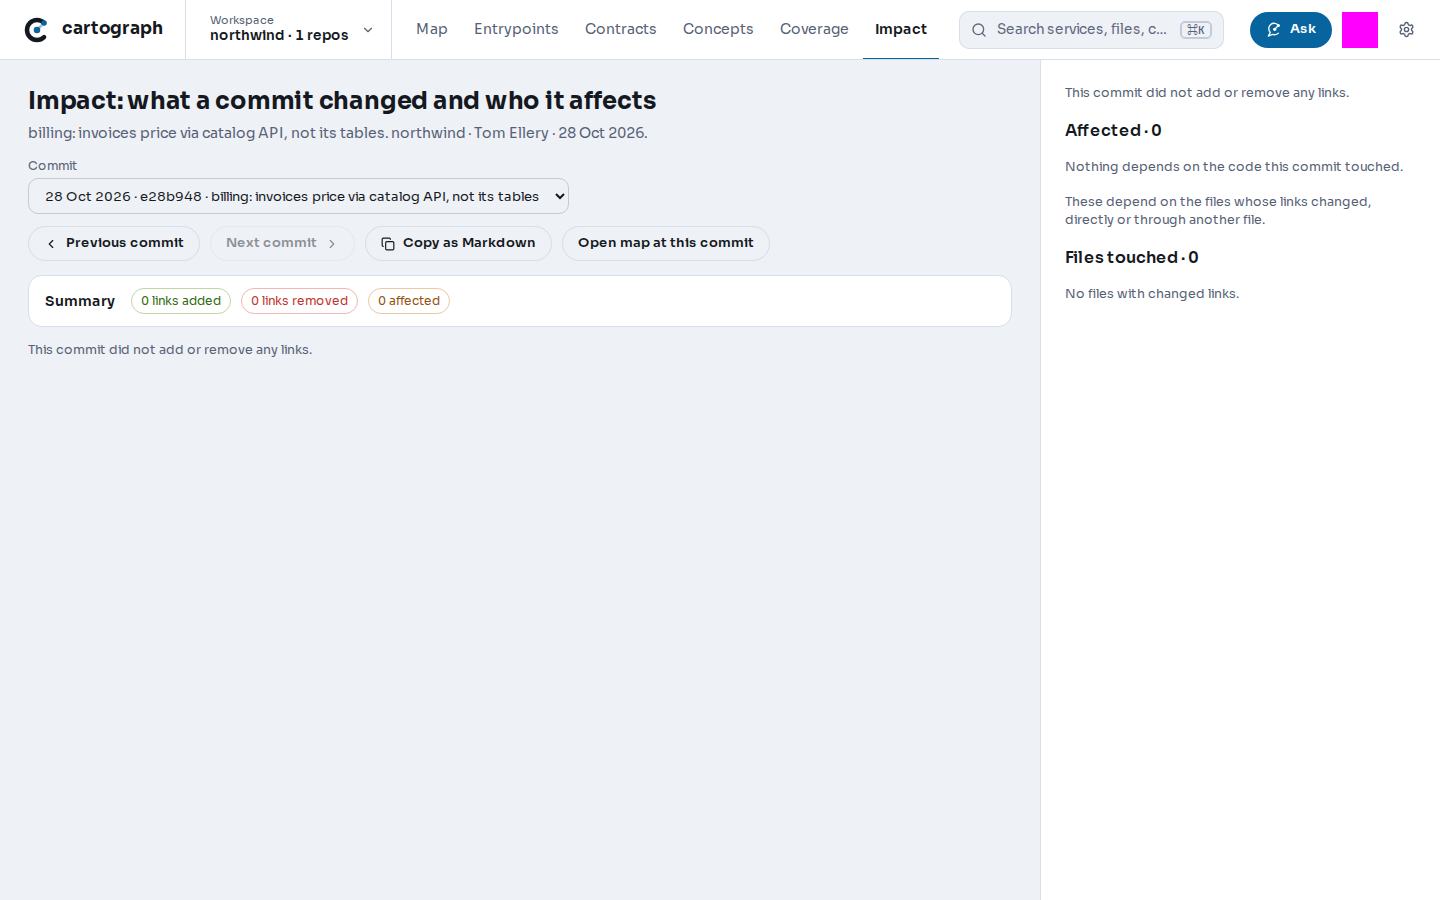 cartograph
Workspace
northwind · 1 repos
Map
Entrypoints
Contracts
Concepts
Coverage
Impact
Search services, files, c...
⌘K
Ask
Impact: what a commit changed and who it affects
billing: invoices price via catalog API, not its tables. northwind · Tom Ellery · 28 Oct 2026.
Commit
28 Oct 2026 · e28b948 · billing: invoices price via catalog API, not its tables
Previous commit
Next commit
Copy as Markdown
Open map at this commit
Summary
0 links added
0 links removed
0 affected
This commit did not add or remove any links.
This commit did not add or remove any links.
Affected · 0
Nothing depends on the code this commit touched.
These depend on the files whose links changed,
directly or through another file.
Files touched · 0
No files with changed links.